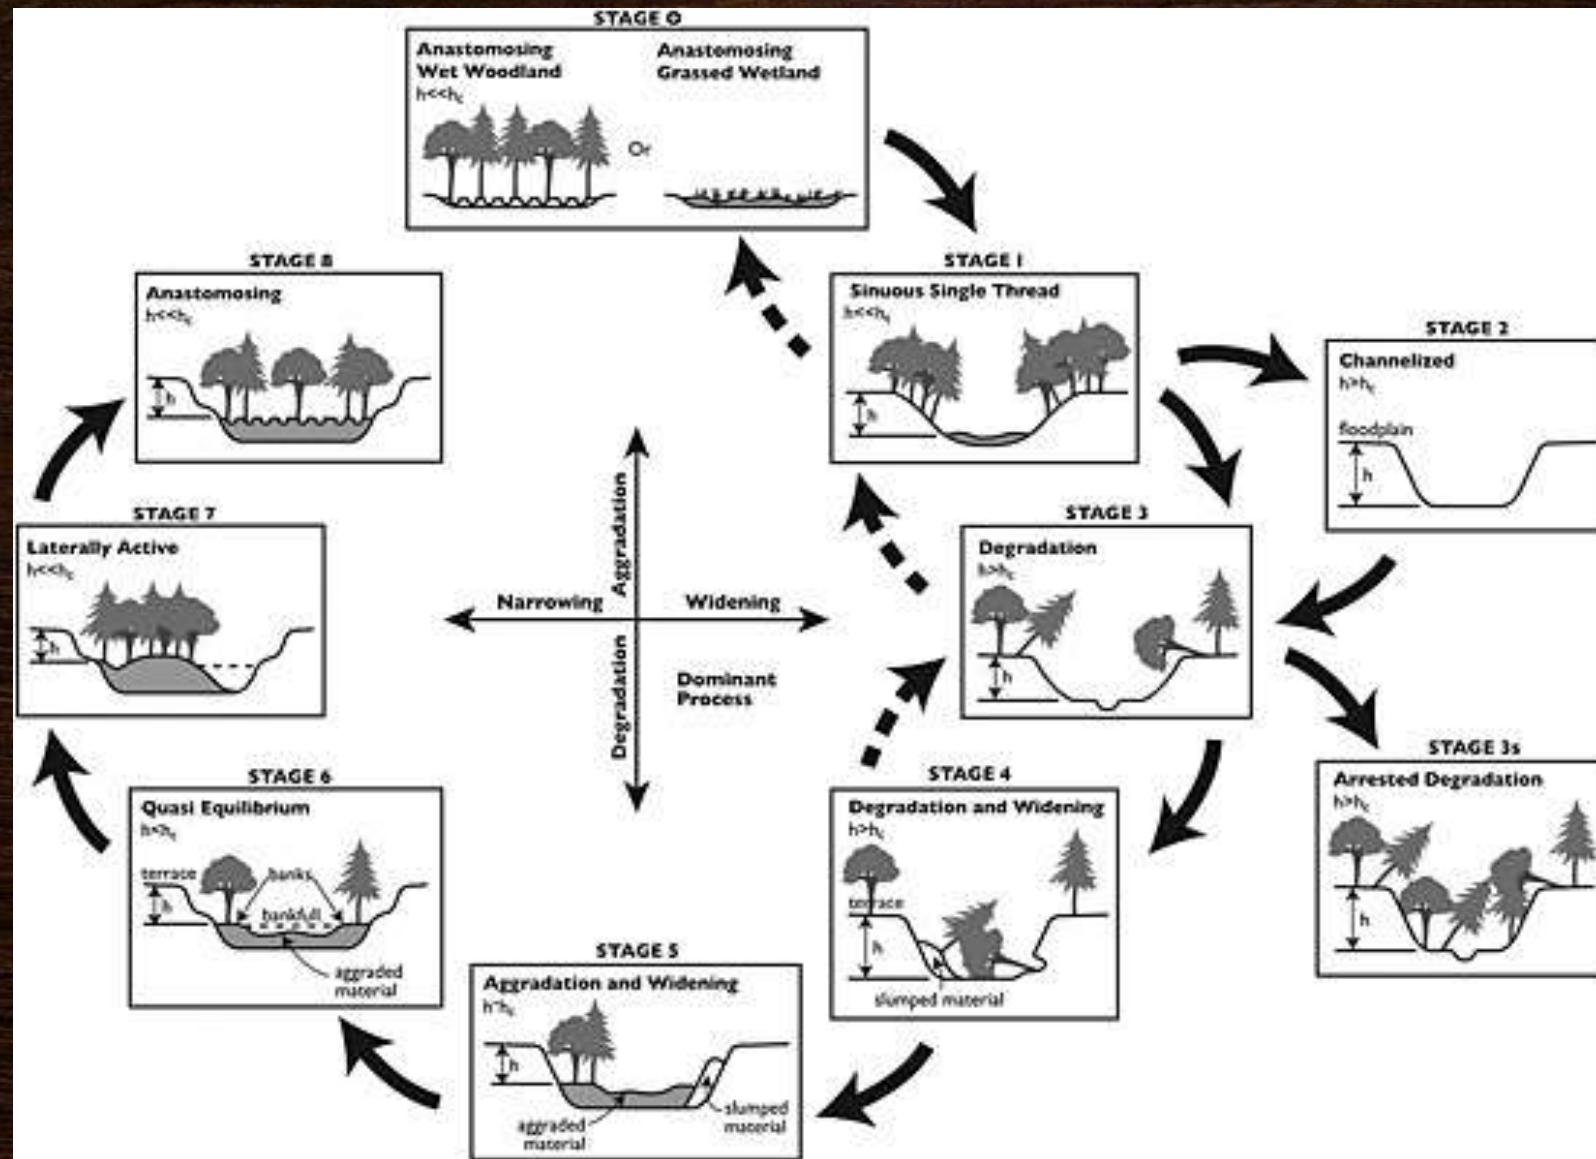 STAGE 0
Anastomosing
Wet Woodland
h<<hc
Or
Anastomosing
Grassed Wetland
STAGE 8
Anastomosing
h<<hc
h
STAGE 1
Sinuous Single Thread
h<<hc
h
STAGE 2
Channelized
h>hc
floodplain
h
STAGE 7
Laterally Active
h<<hc
h
Aggradation
Narrowing
Widening
Degradation
Dominant
Process
STAGE 3
Degradation
h>hc
h
STAGE 6
Quasi Equilibrium
h<hc
terrace
banks
h
bankfull
aggraded
material
STAGE 4
Degradation and Widening
h>hc
terrace
h
slumped material
STAGE 3s
Arrested Degradation
h>hc
h
STAGE 5
Aggradation and Widening
h~hc
h
aggraded
material
slumped
material